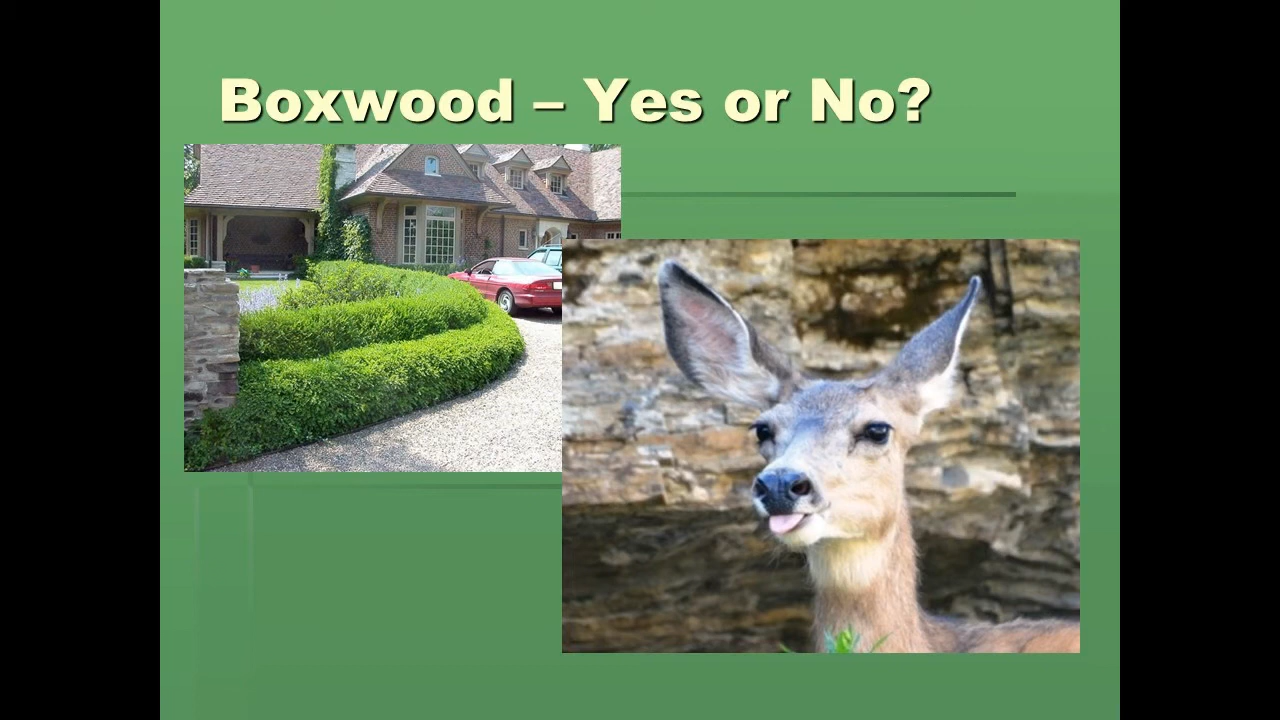 Boxwood – Yes or No?